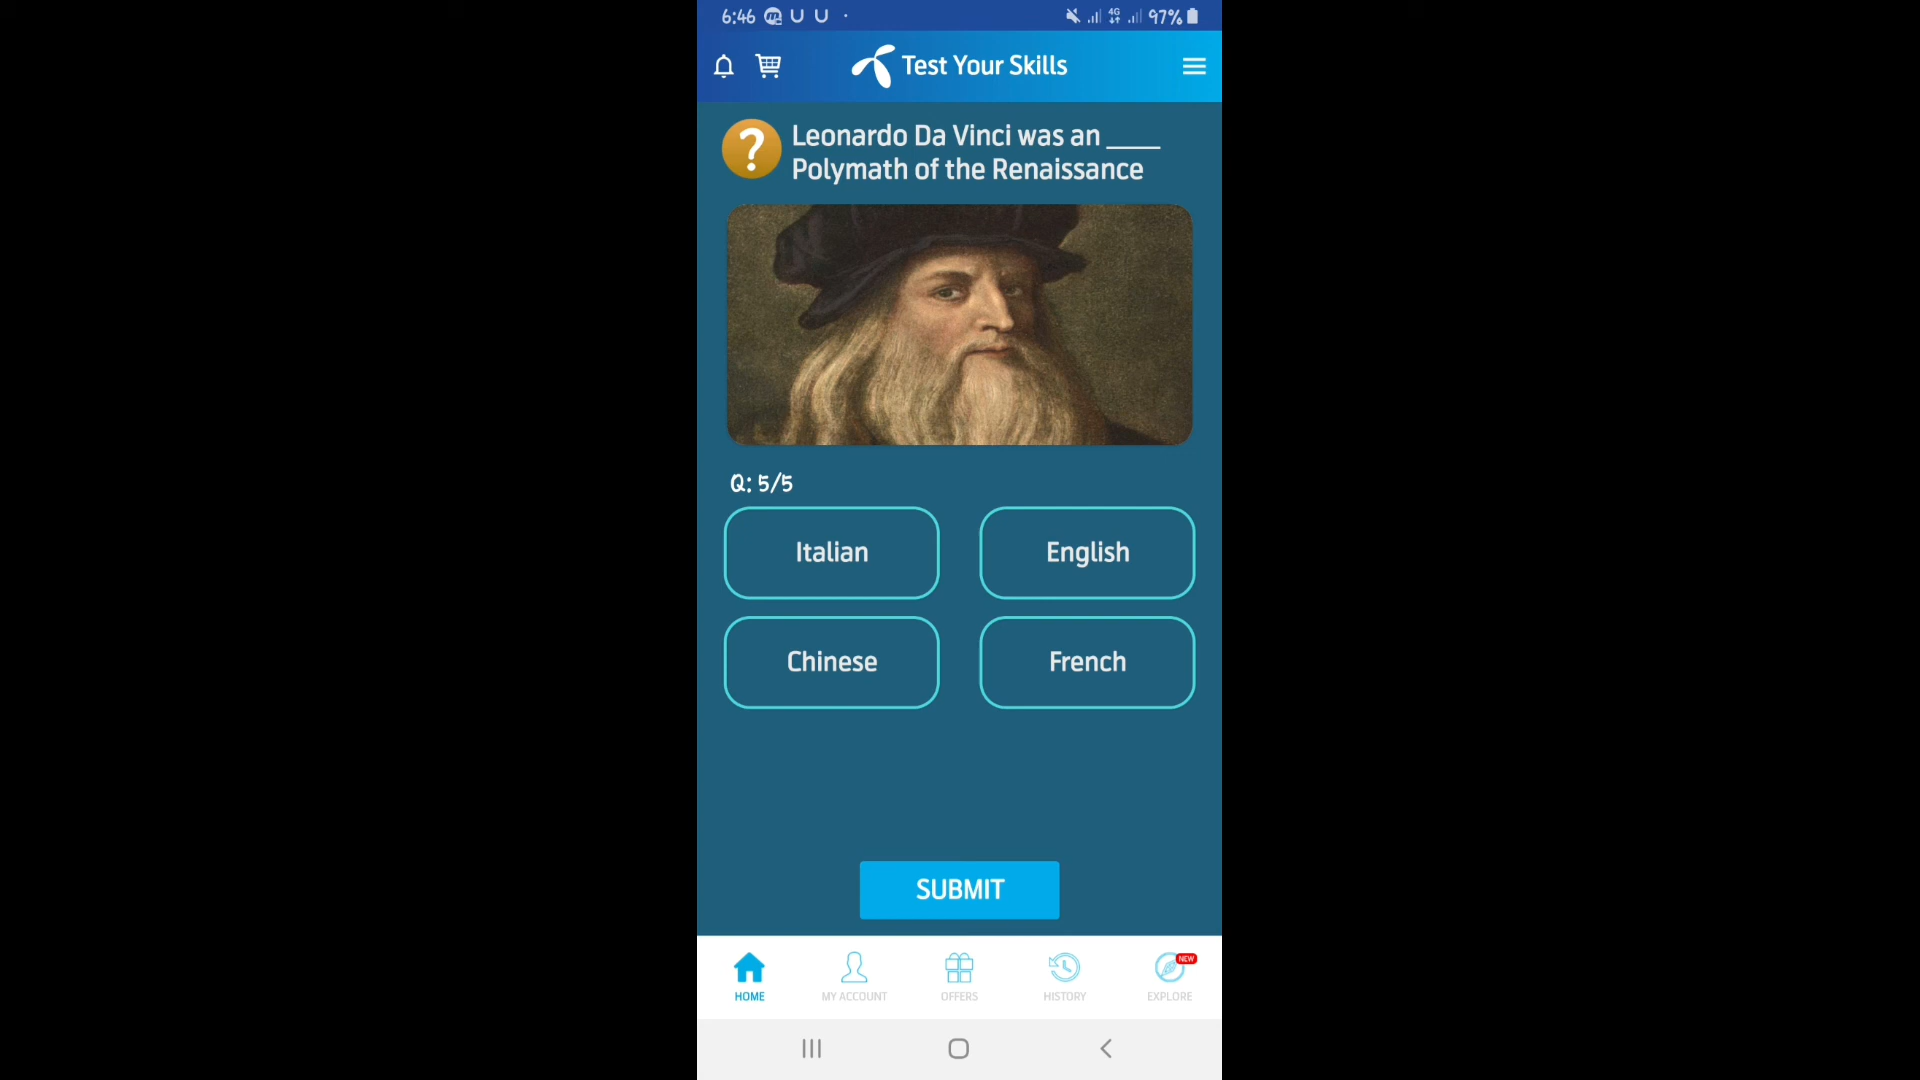 6:46 4G 97%
Test Your Skills
Leonardo Da Vinci was an ____
Polymath of the Renaissance
Q: 5/5
Italian English
Chinese French
SUBMIT
NEW
HOME MY ACCOUNT OFFERS HISTORY EXPLORE